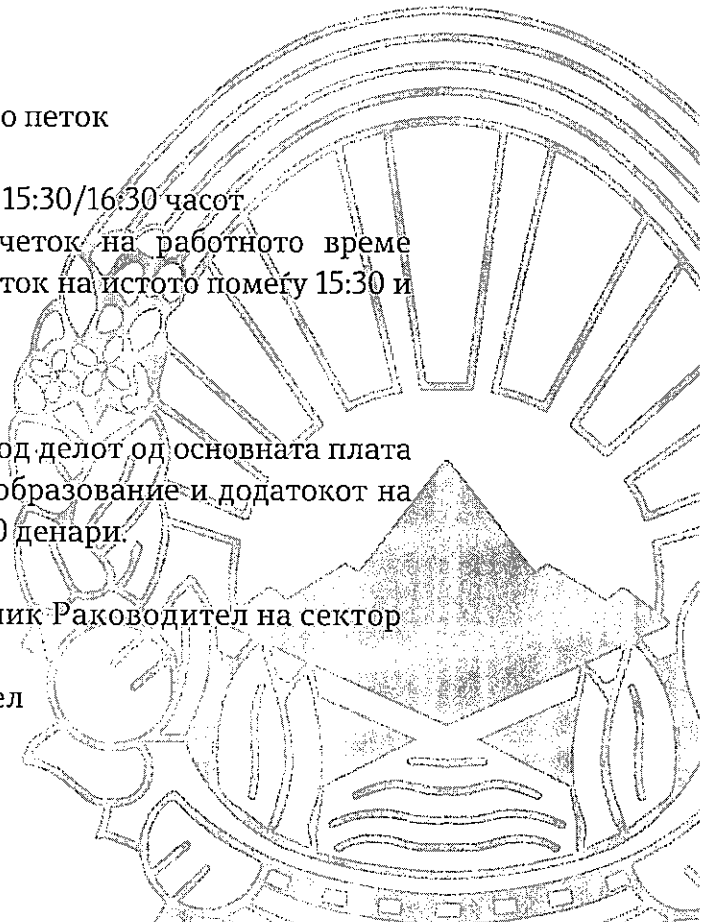 о петок
15:30/16:30 часот
четок на работното време
ток на истото помеѓу 15:30 и
од делот од основната плата
образование и додатокот на
0 денари.
ник Раководител на сектор
ел